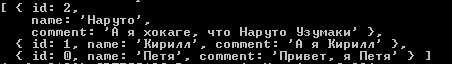 [ { id: 2,
name: 'Наруто',
comment: 'А я хокаге, что Наруто Узумаки' },
{ id: 1, name: 'Кирилл', comment: 'А я Кирилл' },
{ id: 0, name: 'Петя', comment: 'Привет, я Петя' } ]